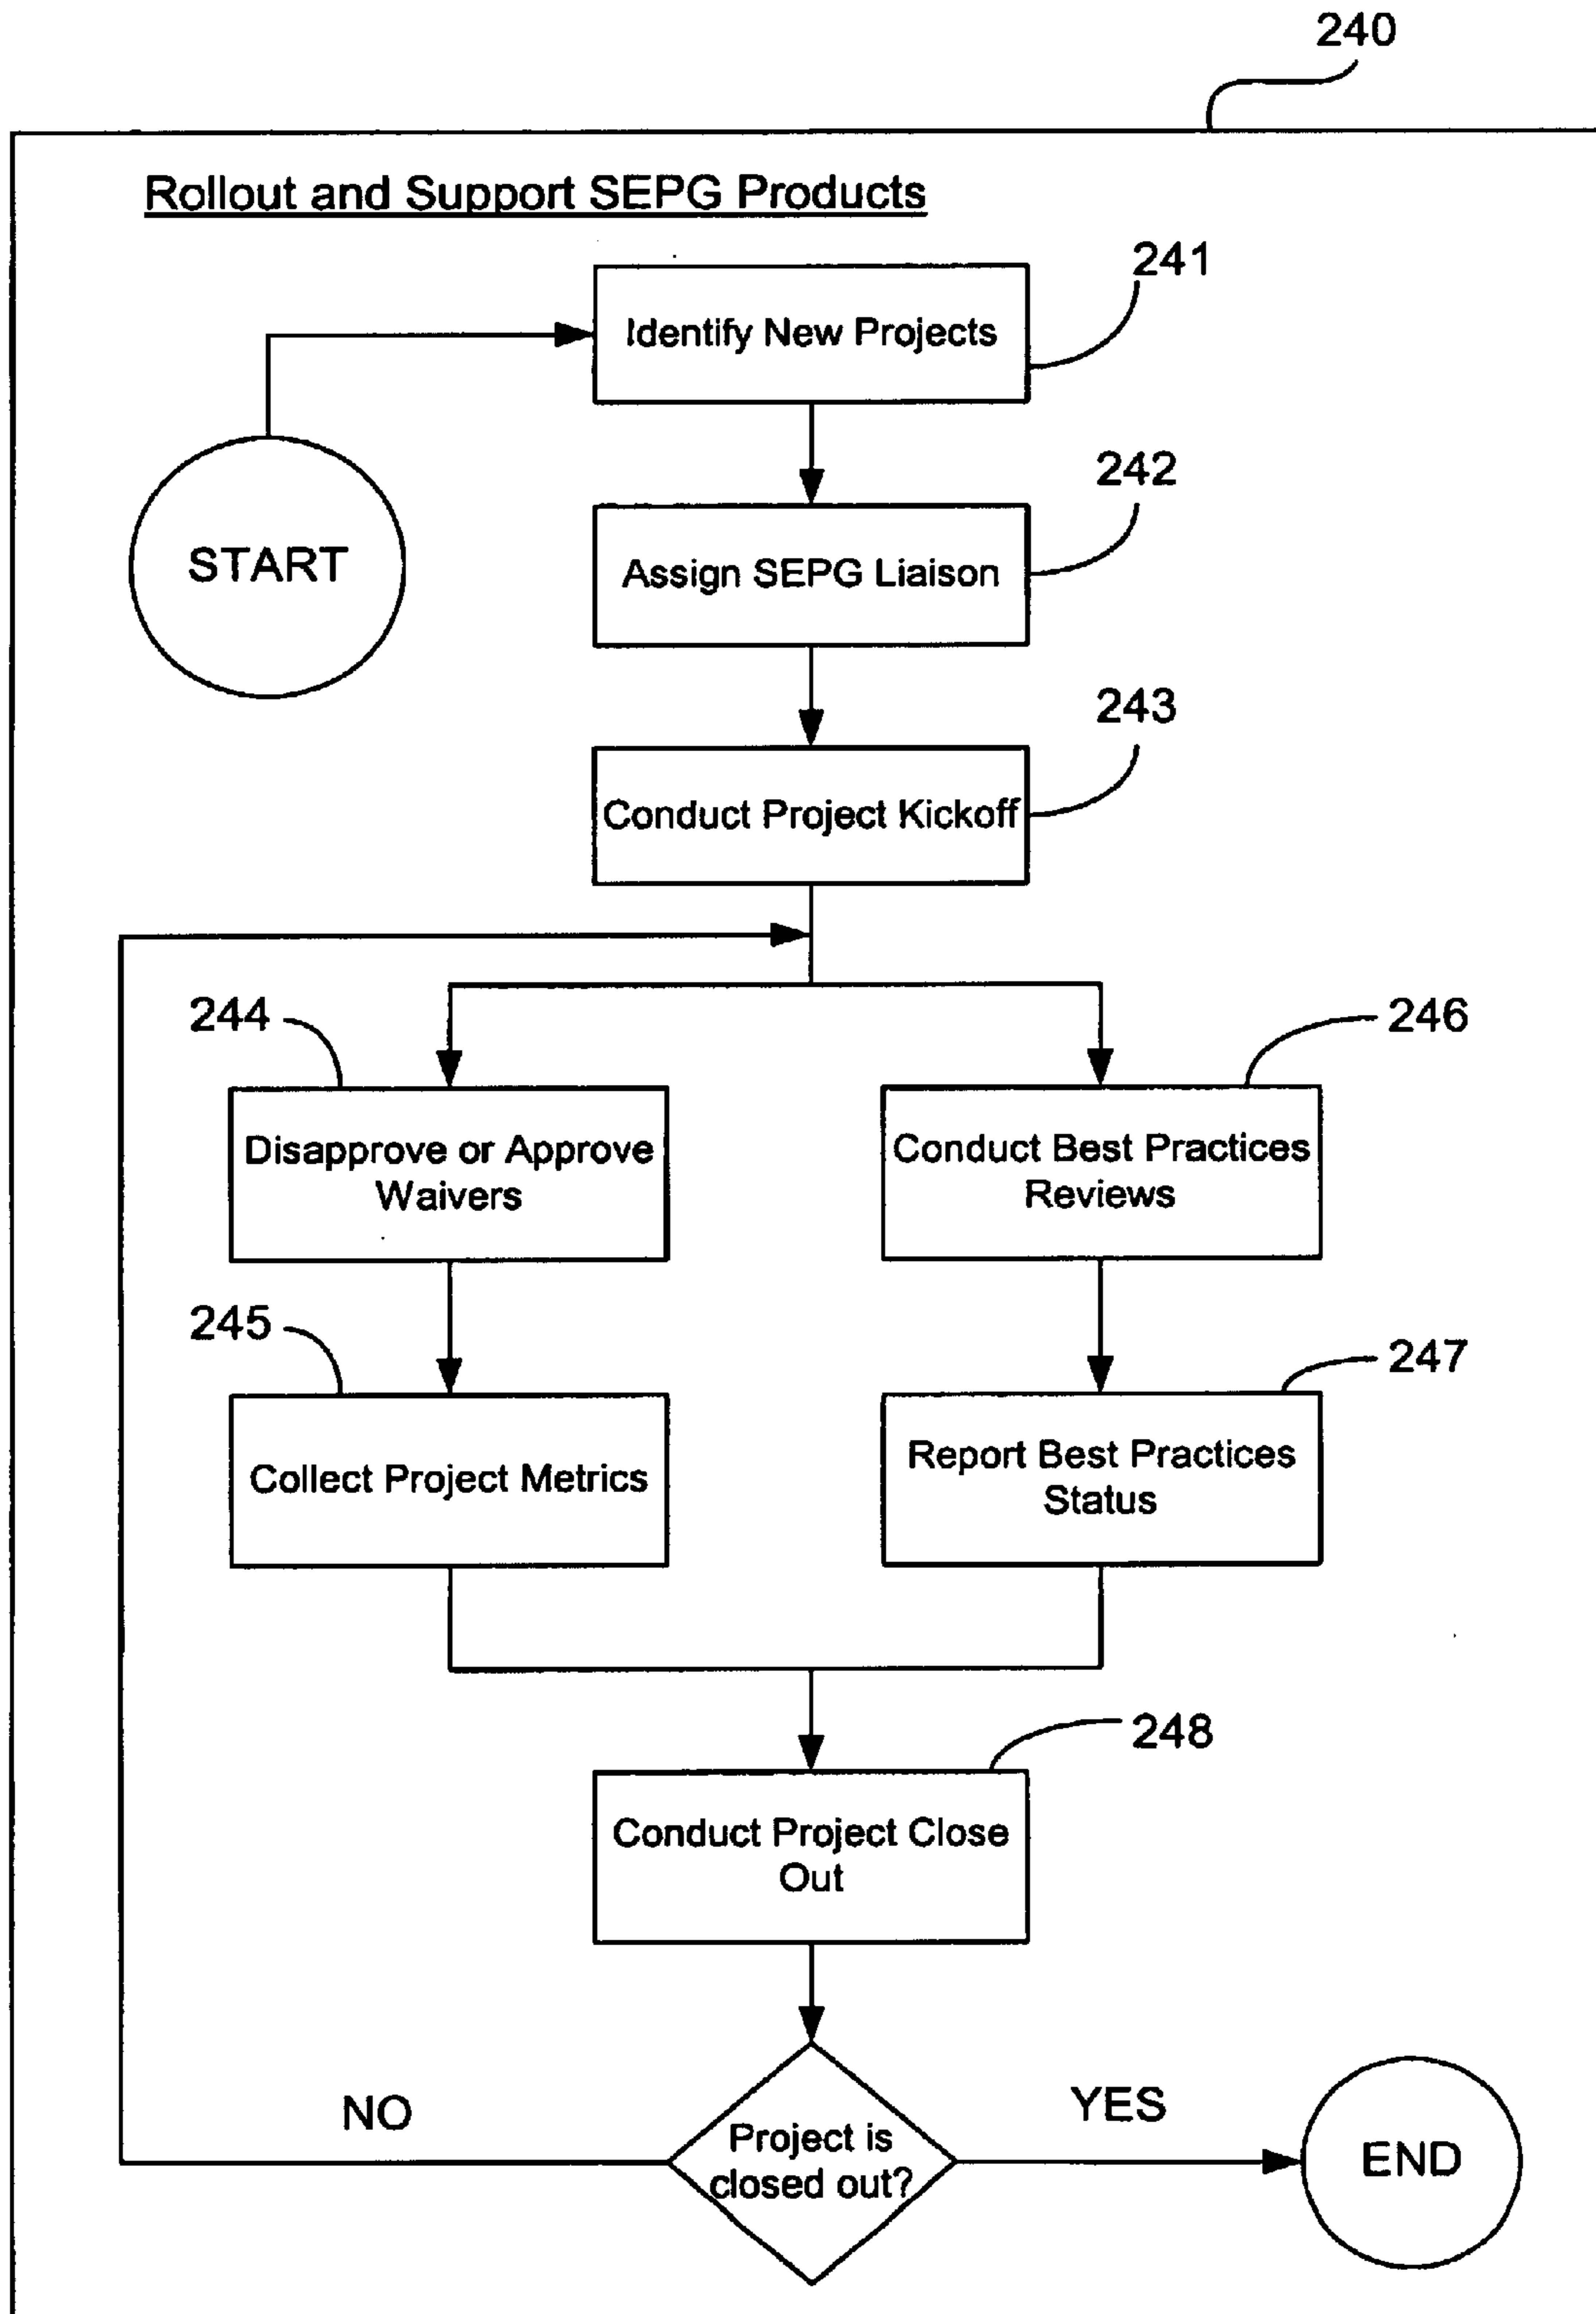 240
Rollout and Support SEPG Products
241
Identify New Projects
START
242
Assign SEPG Liaison
243
Conduct Project Kickoff
244
Disapprove or Approve
Waivers
246
Conduct Best Practices
Reviews
245
Collect Project Metrics
247
Report Best Practices
Status
248
Conduct Project Close
Out
NO
Project is
closed out?
YES
END